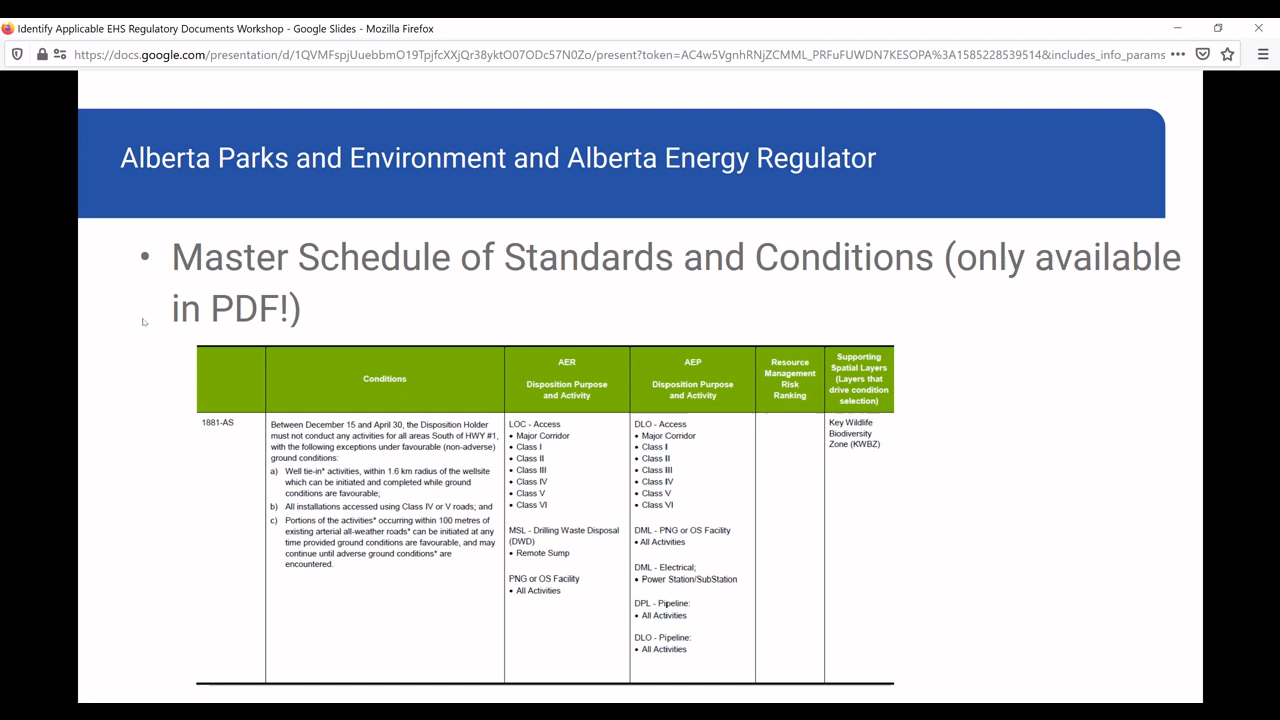 Identify Applicable EHS Regulatory Documents Workshop - Google Slides - Mozilla Firefox
https://docs.google.com/presentation/d/1QVMFspjUuebbmO19TpjfcXXjQr38yktO07ODc57N0Zo/present?token=AC4w5VgnhRNjZCMML_PRFuFUWDN7KESOPA%3A1585228539514&includes_info_params
Alberta Parks and Environment and Alberta Energy Regulator
• Master Schedule of Standards and Conditions (only available
in PDF!)
Conditions
AER
Disposition Purpose
and Activity
AEP
Disposition Purpose
and Activity
Resource
Management
Risk
Ranking
Supporting
Spatial Layers
(Layers that
drive condition
selection)
1881-AS
Between December 15 and April 30, the Disposition Holder
must not conduct any activities for all areas South of HWY #1,
with the following exceptions under favourable (non-adverse)
ground conditions:
a) Well tie-in* activities, within 1.6 km radius of the wellsite
which can be initiated and completed while ground
conditions are favourable;
b) All installations accessed using Class IV or V roads; and
c) Portions of the activities* occurring within 100 metres of
existing arterial all-weather roads* can be initiated at any
time provided ground conditions are favourable, and may
continue until adverse ground conditions* are
encountered.
LOC - Access
• Major Corridor
• Class I
• Class II
• Class III
• Class IV
• Class V
• Class VI
MSL - Drilling Waste Disposal
(DWD)
• Remote Sump
PNG or OS Facility
• All Activities
DLO - Access
• Major Corridor
• Class I
• Class II
• Class III
• Class IV
• Class V
• Class VI
DML - PNG or OS Facility
• All Activities
DML - Electrical;
• Power Station/SubStation
DPL - Pipeline:
• All Activities
DLO - Pipeline:
• All Activities
Key Wildlife
Biodiversity
Zone (KWBZ)